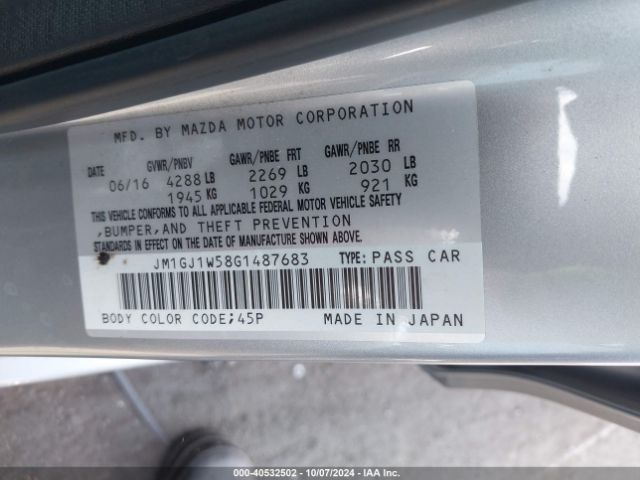 MFD. BY MAZDA MOTOR CORPORATION
DATE GVWR/PNBV GAWR/PNBE FRT GAWR/PNBE RR
06/16 4288 LB 2269 LB 2030 LB
1945 KG 1029 KG 921 KG
THIS VEHICLE CONFORMS TO ALL APPLICABLE FEDERAL MOTOR VEHICLE SAFETY
,BUMPER,AND THEFT PREVENTION
STANDARDS IN EFFECT ON THE DATE OF MANUFACTURE SHOWN ABOVE.
JM1GJ1W58G1487683 TYPE: PASS CAR
BODY COLOR CODE;45P MADE IN JAPAN
000-40532502 - 10/07/2024 - IAA Inc.